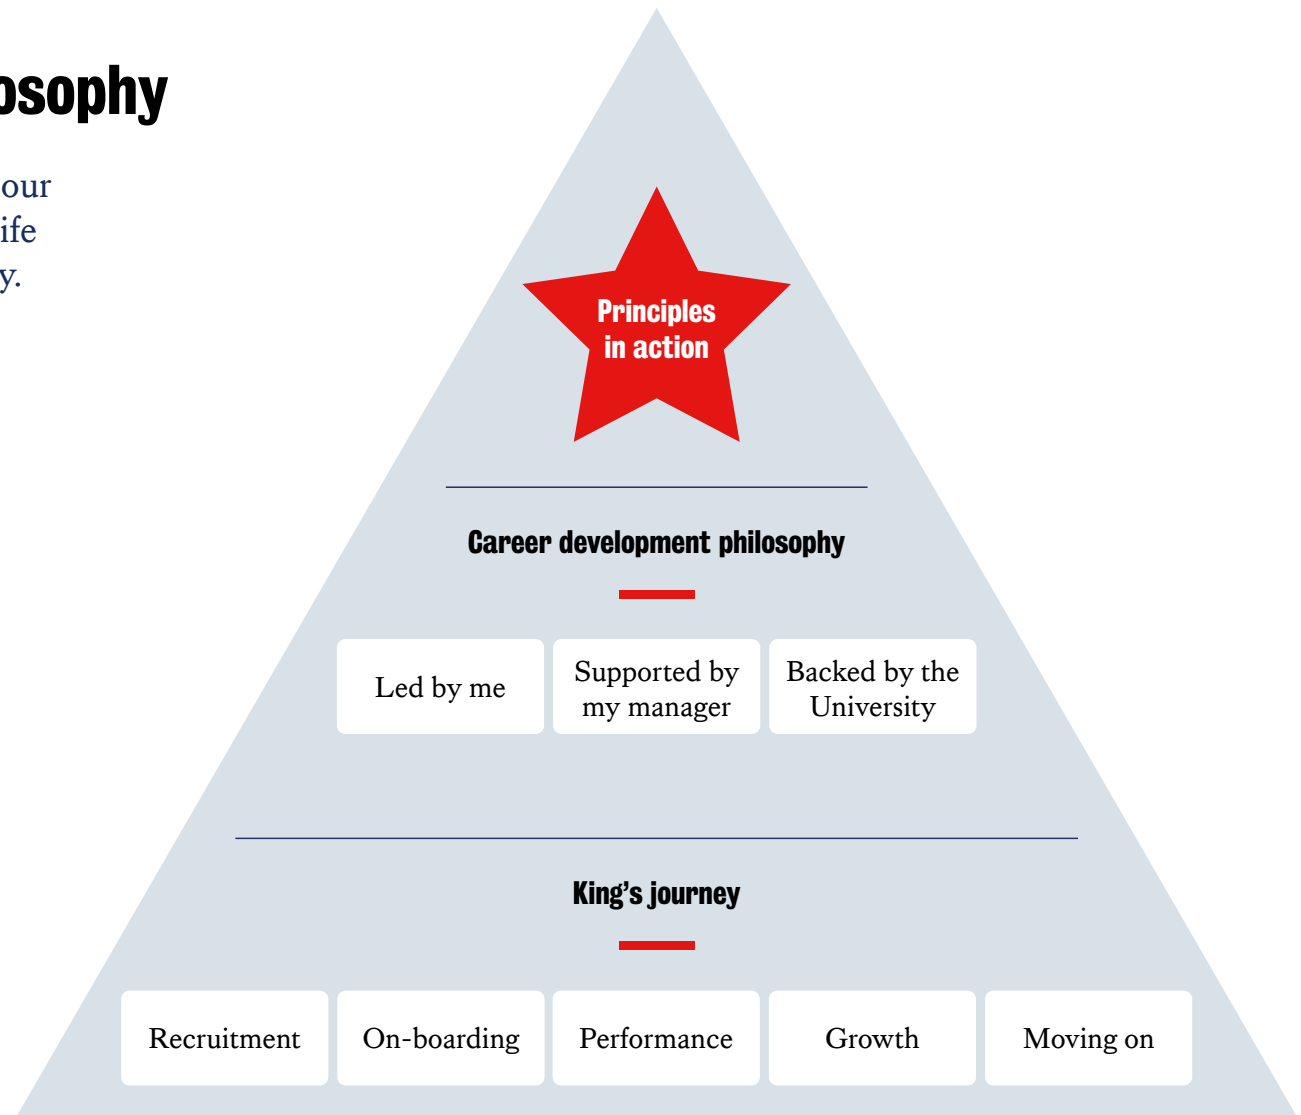 osophy
our
ife
y.
Principles
in action
Career development philosophy
Led by me
Supported by
my manager
Backed by the
University
King’s journey
Recruitment
On-boarding
Performance
Growth
Moving on